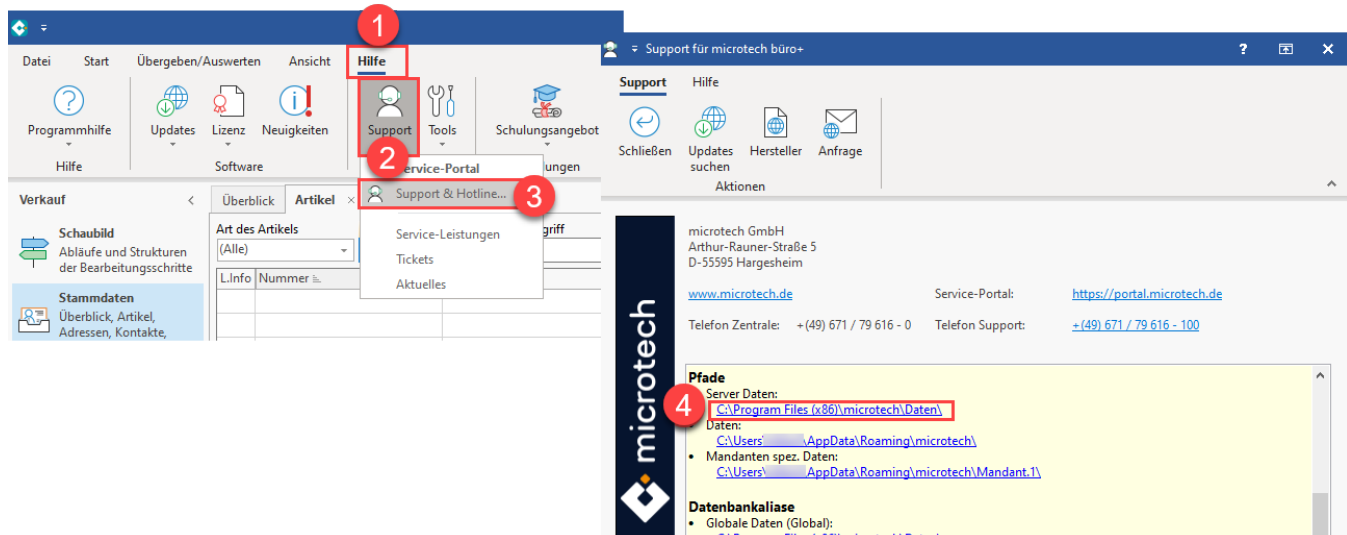 1
Datei Start Übergeben/Auswerten Ansicht Hilfe
Programmhilfe Updates Lizenz Neuigkeiten Support Tools Schulungsangebot
Hilfe Software ungen
2
Service-Portal
Support & Hotline...
3
Service-Leistungen
Tickets
Aktuelles
Verkauf
Schaubild
Abläufe und Strukturen
der Bearbeitungsschritte
Stammdaten
Überblick, Artikel,
Adressen, Kontakte,
Überblick Artikel
Art des Artikels griff
(Alle)
L.Info Nummer
Support für microtech büro+
Support Hilfe
Schließen Updates suchen Hersteller Anfrage
Aktionen
microtech
microtech GmbH
Arthur-Rauner-Straße 5
D-55595 Hargesheim
www.microtech.de Service-Portal: https://portal.microtech.de
Telefon Zentrale: +(49) 671 / 79 616 - 0 Telefon Support: +(49) 671 / 79 616 - 100
Pfade
Server Daten:
4
C:\Program Files (x86)\microtech\Daten\
• Daten:
C:\Users\ \AppData\Roaming\microtech\
• Mandanten spez. Daten:
C:\Users\ AppData\Roaming\microtech\Mandant.1\
Datenbankaliase
• Globale Daten (Global):